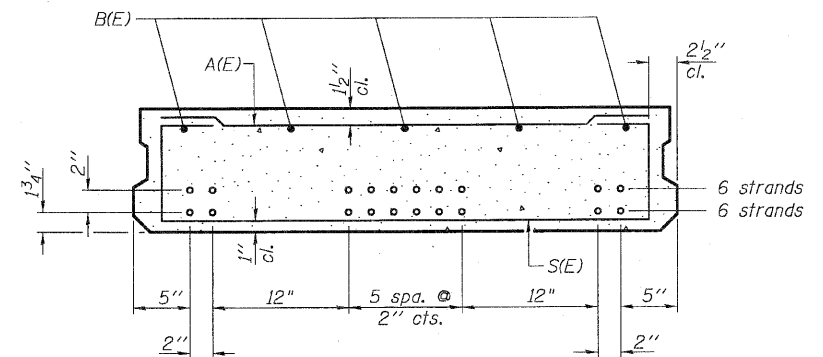 B(E)
A(E)
1½" cl.
2½"
cl.
2"
1¾"
6 strands
6 strands
1" cl.
S(E)
5"
12"
5 spa. @
2" cts.
12"
5"
2"
2"